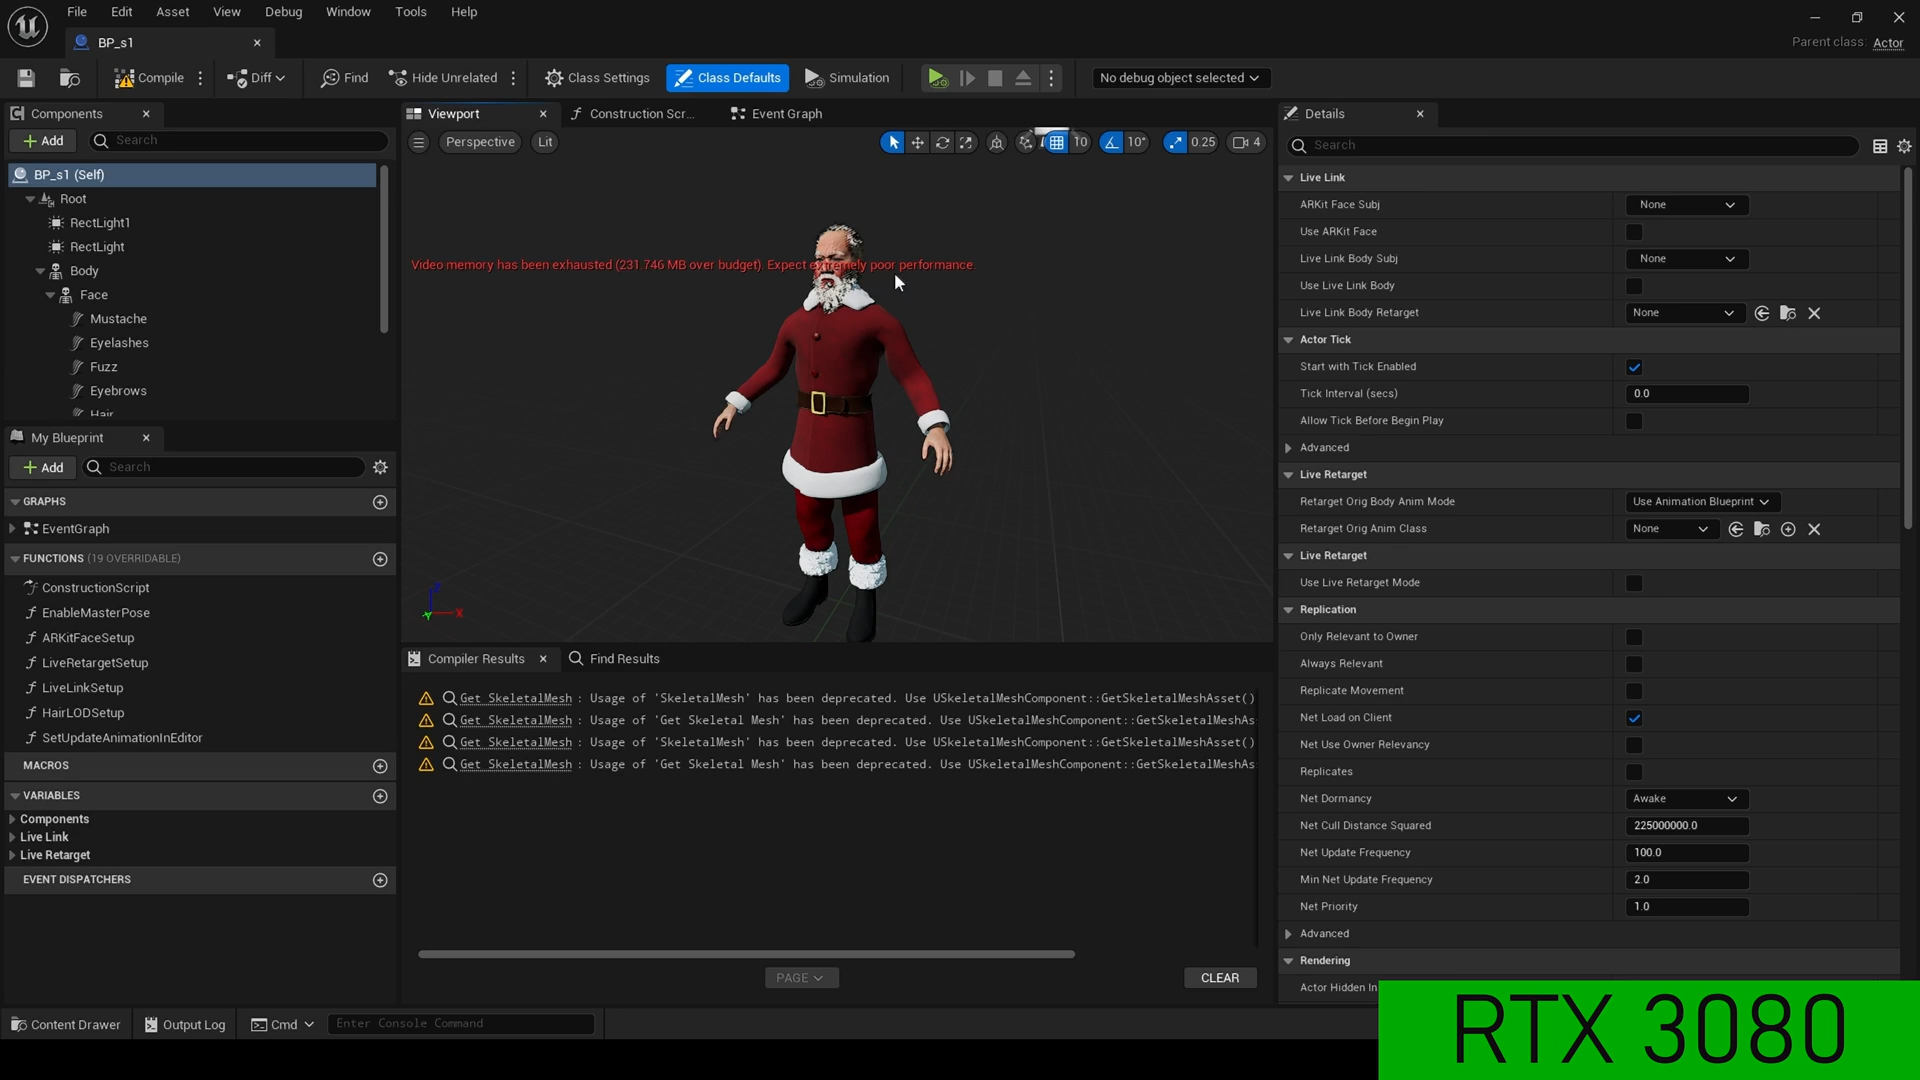 File Edit Asset View Debug Window Tools Help
BP_s1
Parent class: Actor
Compile Diff Find Hide Unrelated Class Settings Class Defaults Simulation No debug object selected
Components
Add Search
BP_s1 (Self)
Root
RectLight1
RectLight
Body
Face
Mustache
Eyelashes
Fuzz
Eyebrows
Hair
My Blueprint
Add Search
GRAPHS
EventGraph
FUNCTIONS (19 OVERRIDABLE)
ConstructionScript
EnableMasterPose
ARKitFaceSetup
LiveRetargetSetup
LiveLinkSetup
HairLODSetup
SetUpdateAnimationInEditor
MACROS
VARIABLES
Components
Live Link
Live Retarget
EVENT DISPATCHERS
Viewport Construction Scr... Event Graph
Perspective Lit 10 10° 0.25 4
Video memory has been exhausted (231.746 MB over budget). Expect extremely poor performance.
Z
X
Y
Compiler Results Find Results
Get SkeletalMesh : Usage of 'SkeletalMesh' has been deprecated. Use USkeletalMeshComponent::GetSkeletalMeshAsset()
Get SkeletalMesh : Usage of 'Get Skeletal Mesh' has been deprecated. Use USkeletalMeshComponent::GetSkeletalMeshAs
Get SkeletalMesh : Usage of 'SkeletalMesh' has been deprecated. Use USkeletalMeshComponent::GetSkeletalMeshAsset()
Get SkeletalMesh : Usage of 'Get Skeletal Mesh' has been deprecated. Use USkeletalMeshComponent::GetSkeletalMeshAs
PAGE CLEAR
Details
Search
Live Link
ARKit Face Subj None
Use ARKit Face
Live Link Body Subj None
Use Live Link Body
Live Link Body Retarget None
Actor Tick
Start with Tick Enabled
Tick Interval (secs) 0.0
Allow Tick Before Begin Play
Advanced
Live Retarget
Retarget Orig Body Anim Mode Use Animation Blueprint
Retarget Orig Anim Class None
Live Retarget
Use Live Retarget Mode
Replication
Only Relevant to Owner
Always Relevant
Replicate Movement
Net Load on Client
Net Use Owner Relevancy
Replicates
Net Dormancy Awake
Net Cull Distance Squared 225000000.0
Net Update Frequency 100.0
Min Net Update Frequency 2.0
Net Priority 1.0
Advanced
Rendering
Actor Hidden In
Content Drawer Output Log Cmd Enter Console Command
RTX 3080